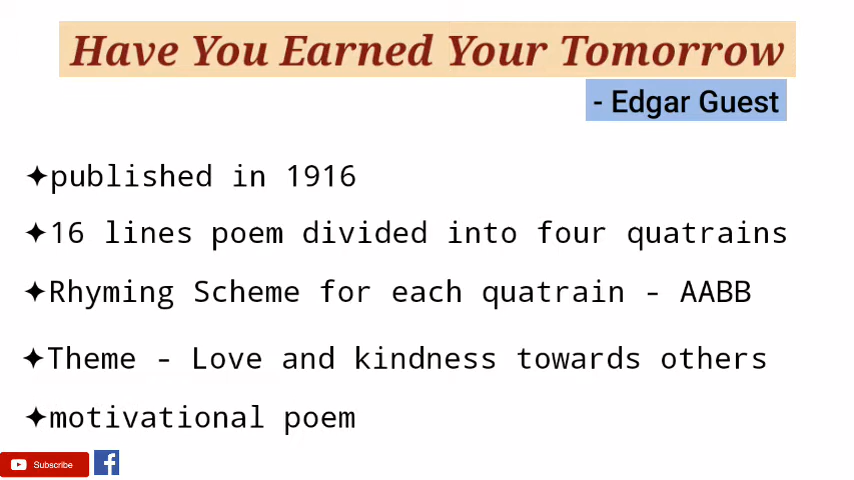 Have You Earned Your Tomorrow
- Edgar Guest
✦published in 1916
✦16 lines poem divided into four quatrains
✦Rhyming Scheme for each quatrain - AABB
✦Theme - Love and kindness towards others
✦motivational poem
Subscribe